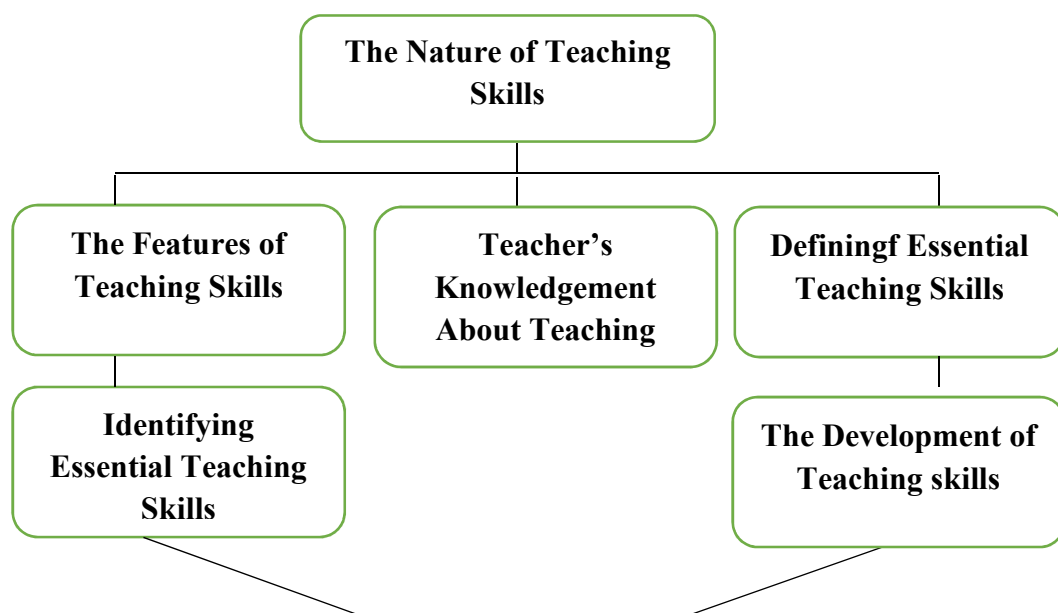 The Nature of Teaching
Skills
The Features of
Teaching Skills
Teacher’s
Knowledgement
About Teaching
Definingf Essential
Teaching Skills
Identifying
Essential Teaching
Skills
The Development of
Teaching skills